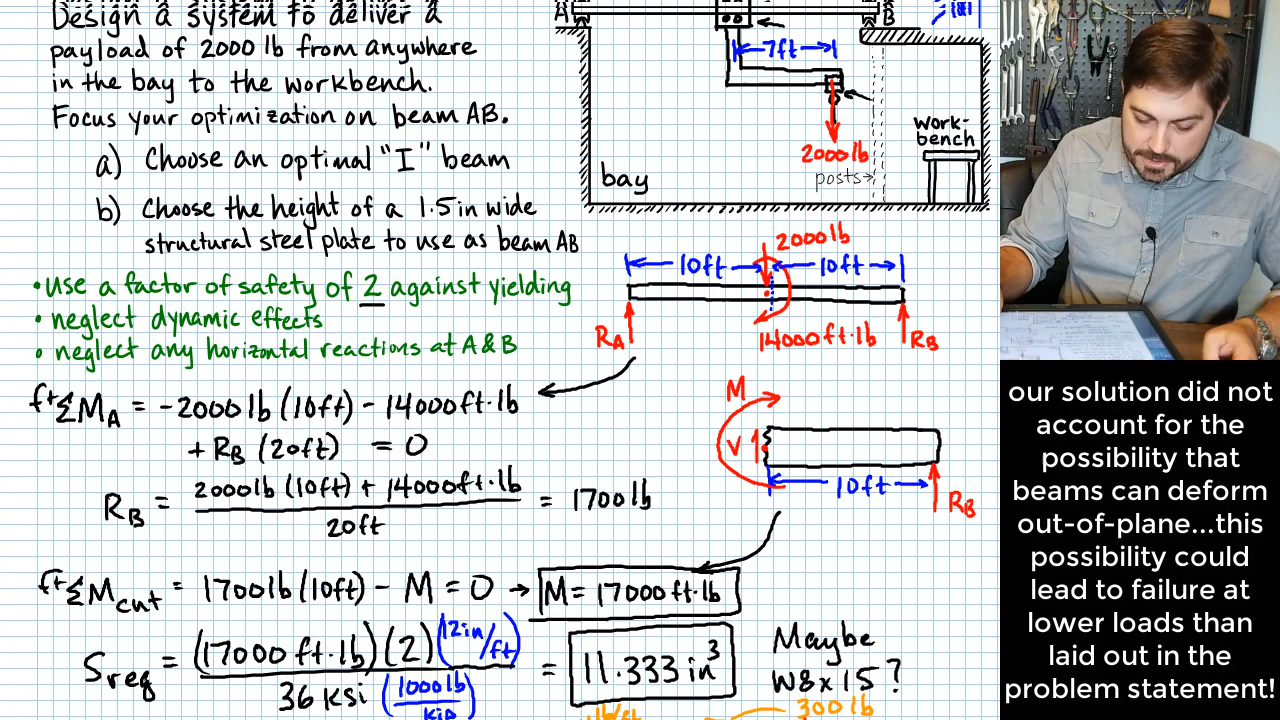 Design a system to deliver a
payload of 2000 lb from anywhere
in the bay to the workbench.
Focus your optimization on beam AB.
a) Choose an optimal "I" beam
b) Choose the height of a 1.5in wide
structural steel plate to use as beam AB
• use a factor of safety of 2 against yielding
• neglect dynamic effects
• neglect any horizontal reactions at A & B
A
B
7ft
2000 lb
posts→
bay
work-
bench
2000 lb
10ft
10ft
RA
14000ft·lb
RB
ΣMA = -2000 lb (10ft) - 14000ft·lb
+ RB (20ft) = 0
RB = 2000 lb (10ft) + 14000ft·lb / 20ft = 1700 lb
M
V
10ft
RB
ΣMcut = 1700 lb (10ft) - M = 0 → M = 17000 ft·lb
Sreq = (17000 ft·lb)(2)(12in/ft) / 36 ksi (1000 lb/kip) = 11.333 in³
Maybe
W8x15?
lb/ft
300 lb
our solution did not
account for the
possibility that
beams can deform
out-of-plane...this
possibility could
lead to failure at
lower loads than
laid out in the
problem statement!